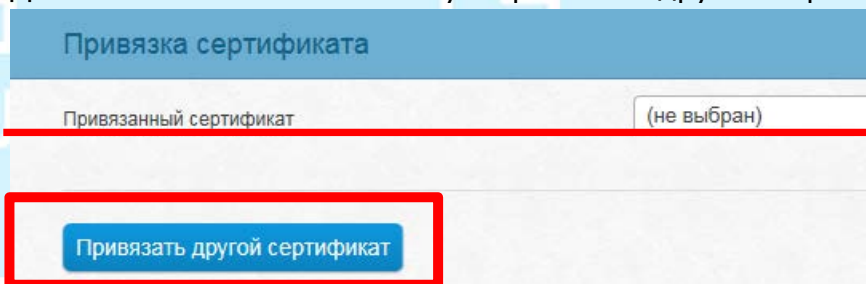 Привязка сертификата
Привязанный сертификат
(не выбран)
Привязать другой сертификат